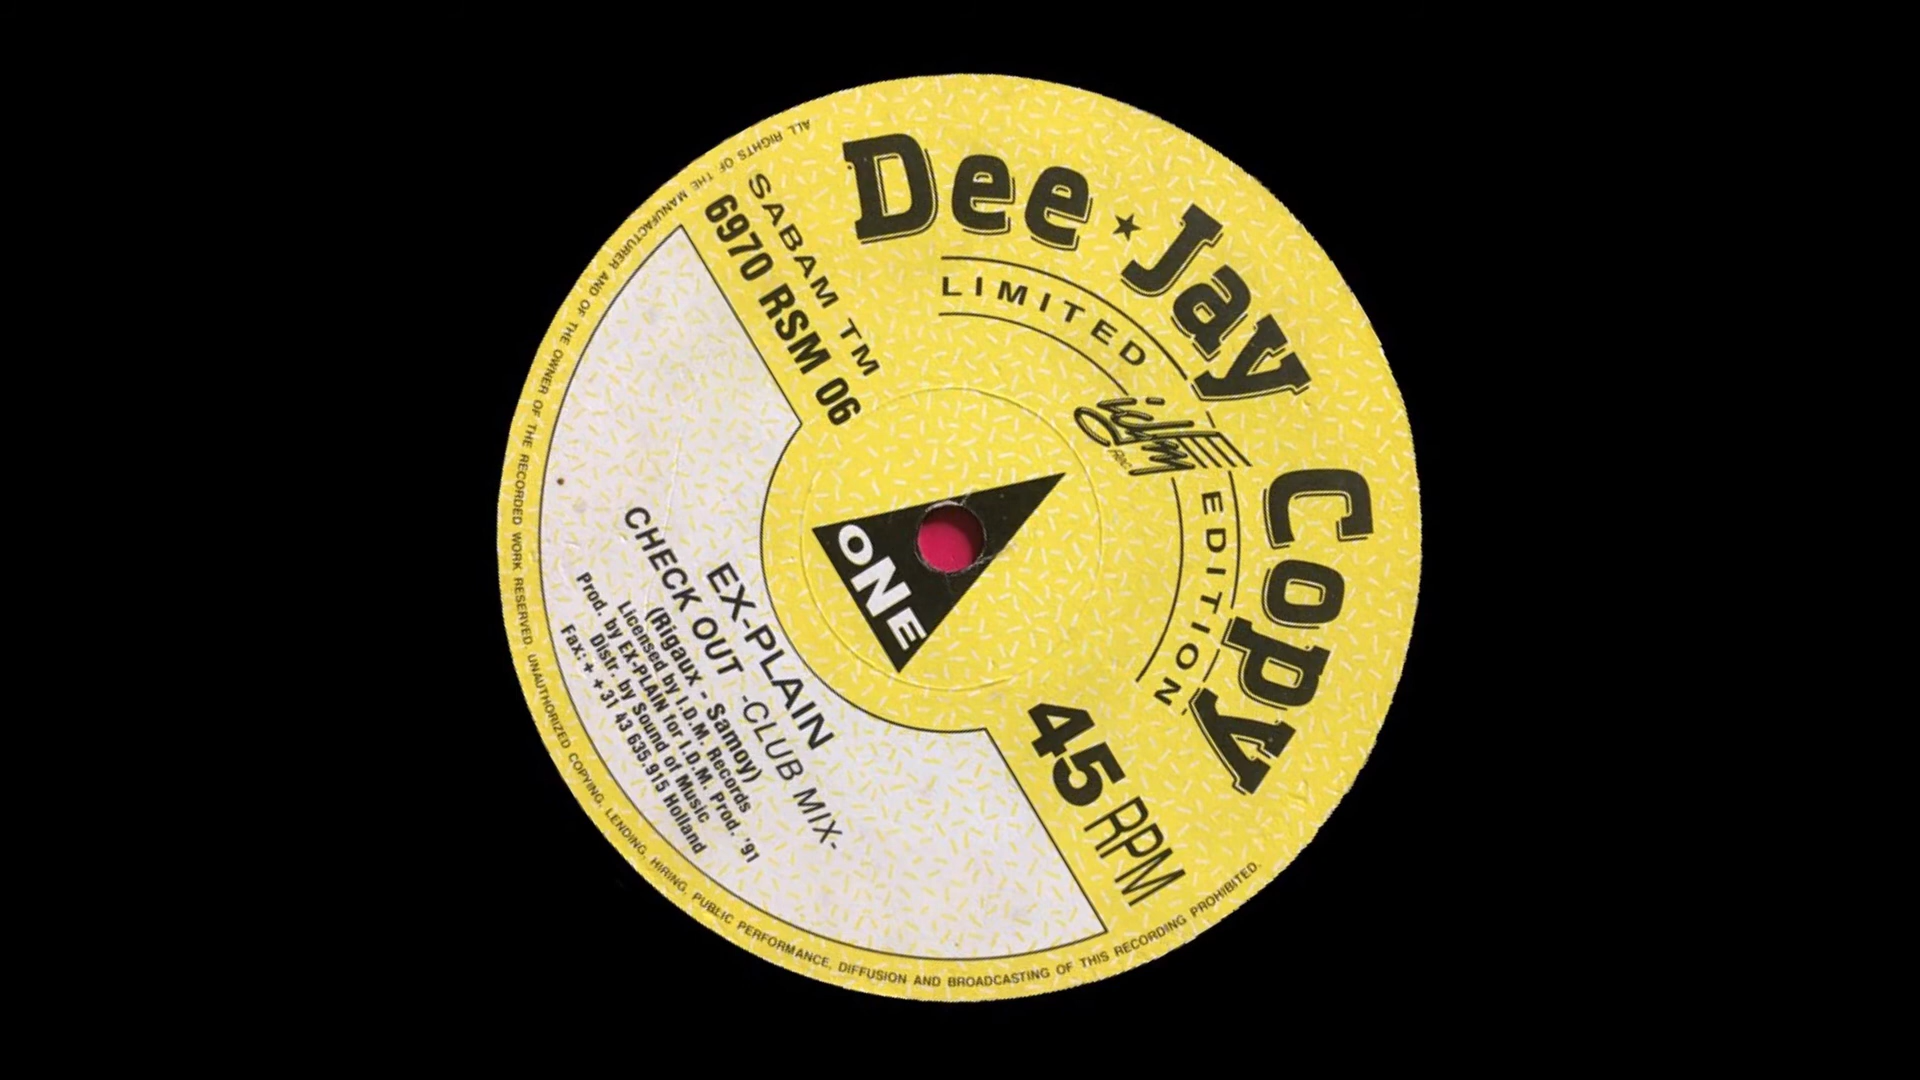 Dee ★ Jay Copy
LIMITED
idm
REC.
EDITION
SABAM TM
6970 RSM 06
45 RPM
ONE
EX-PLAIN
CHECK OUT -CLUB MIX-
(Rigaux - Samoy)
Licensed by I.D.M. Records
Prod. by EX-PLAIN for I.D.M. Prod. '91
Distr. by Sound of Music
Fax: + + 31 43 635.915 Holland
ALL RIGHTS OF THE MANUFACTURER AND OF THE OWNER OF THE RECORDED WORK RESERVED. UNAUTHORIZED COPYING, LENDING, HIRING, PUBLIC PERFORMANCE, DIFFUSION AND BROADCASTING OF THIS RECORDING PROHIBITED.